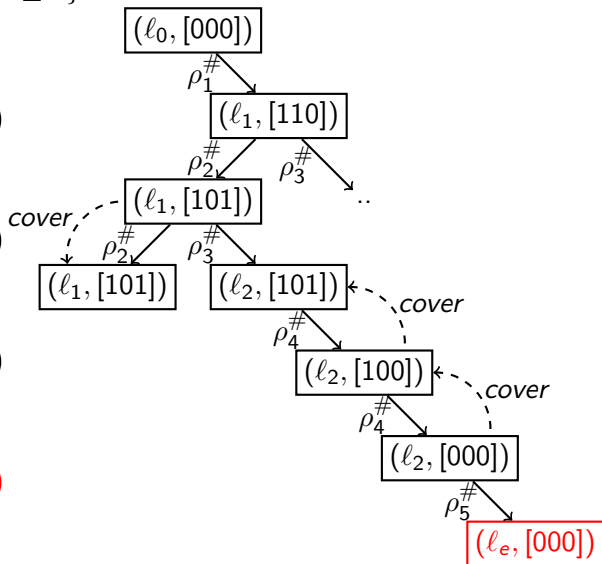 (ℓ₀, [000])
ρ₁#
(ℓ₁, [110])
ρ₂#
ρ₃#
(ℓ₁, [101])
..
cover
ρ₂#
ρ₃#
(ℓ₁, [101])
(ℓ₂, [101])
cover
ρ₄#
(ℓ₂, [100])
cover
ρ₄#
(ℓ₂, [000])
ρ₅#
(ℓₑ, [000])